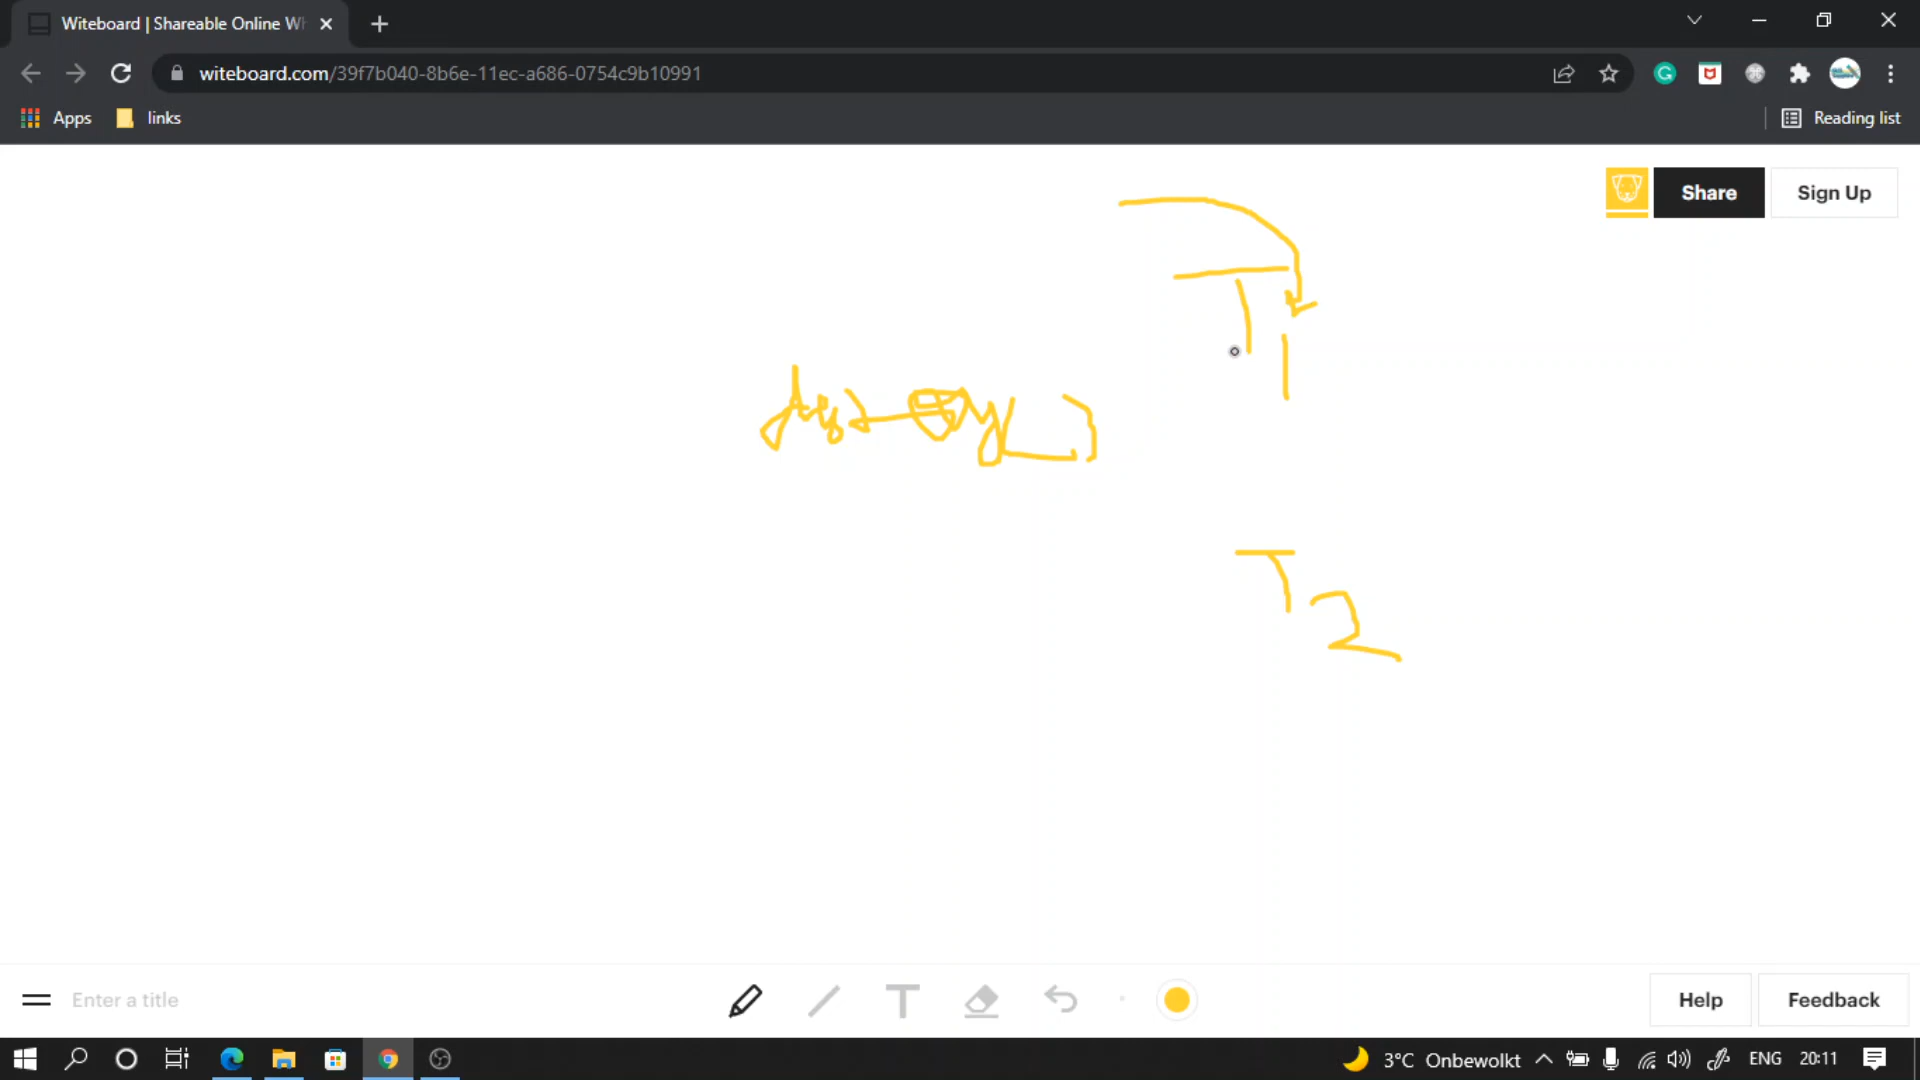 Witeboard | Shareable Online Wh
witeboard.com/39f7b040-8b6e-11ec-a686-0754c9b10991
Apps links Reading list
Share Sign Up
T1
T2
Enter a title T Help Feedback
3°C Onbewolkt ENG 20:11